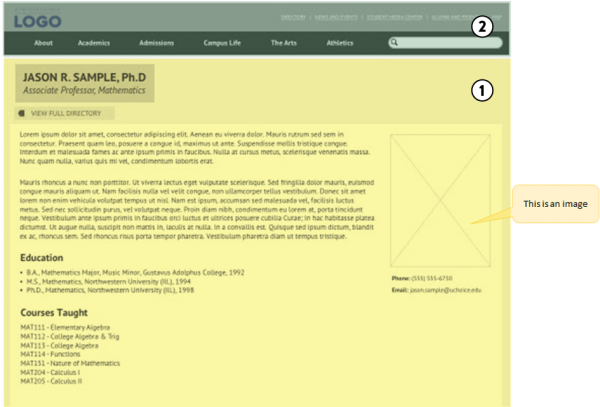 LOGO
DIRECTORY | NEWS AND EVENTS | STUDENT MEDIA CENTER | ALUMNI AND
2
About Academics Admissions Campus Life The Arts Athletics
JASON R. SAMPLE, Ph.D
Associate Professor, Mathematics
1
VIEW FULL DIRECTORY
Lorem ipsum dolor sit amet, consectetur adipiscing elit. Aenean eu viverra dolor. Mauris rutrum sed sem in
consectetur. Praesent quam leo, posuere a congue id, maximus ut ante. Suspendisse mollis tristique congue.
Interdum et malesuada fames ac ante ipsum primis in faucibus. Nulla at cursus metus, scelerisque venenatis massa.
Nunc quam nulla, varius quis mi vel, condimentum lobortis erat.
Mauris rhoncus a nunc non porttitor. Ut viverra lectus eget vulputate scelerisque. Sed fringilla dolor mauris, euismod
congue mauris aliquam ut. Nam facilisis nulla vel velit congue, non ullamcorper tellus vestibulum. Donec sit amet
lorem non enim vehicula volutpat tempus ut nisl. Nam est ipsum, accumsan sed malesuada vel, facilisis luctus
metus. Sed nec sollicitudin purus, vel volutpat neque. Proin diam nibh, condimentum eu lorem at, porta tincidunt
neque. Vestibulum ante ipsum primis in faucibus orci luctus et ultrices posuere cubilia Curae; In hac habitasse platea
dictumst. Ut augue nulla, suscipit non mattis in, iaculis at nulla. In a convallis est. Quisque sed ipsum dictum, blandit
ex ac, rhoncus sem. Sed rhoncus risus porta tempor pharetra. Vestibulum pharetra diam ut tempus tristique.
This is an image
Education
• B.A., Mathematics Major, Music Minor, Gustavus Adolphus College, 1992
• M.S., Mathematics, Northwestern University (ILL), 1994
• Ph.D., Mathematics, Northwestern University (ILL), 1998
Phone: (555) 555-6750
Email: jason.sample@uchoice.edu
Courses Taught
MAT111 - Elementary Algebra
MAT112 - College Algebra & Trig
MAT113 - College Algebra
MAT114 - Functions
MAT131 - Nature of Mathematics
MAT204 - Calculus I
MAT205 - Calculus II